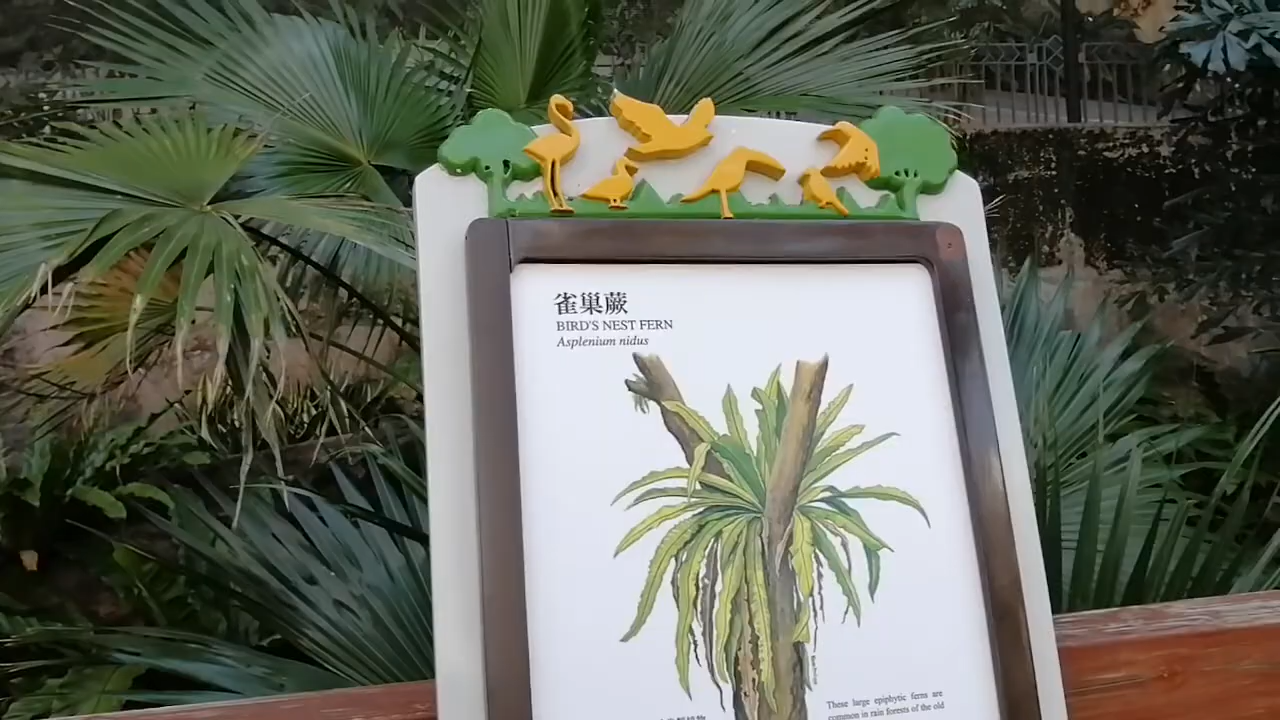 雀巢蕨
BIRD'S NEST FERN
Asplenium nidus
These large epiphytic ferns are
common in rain forests of the old